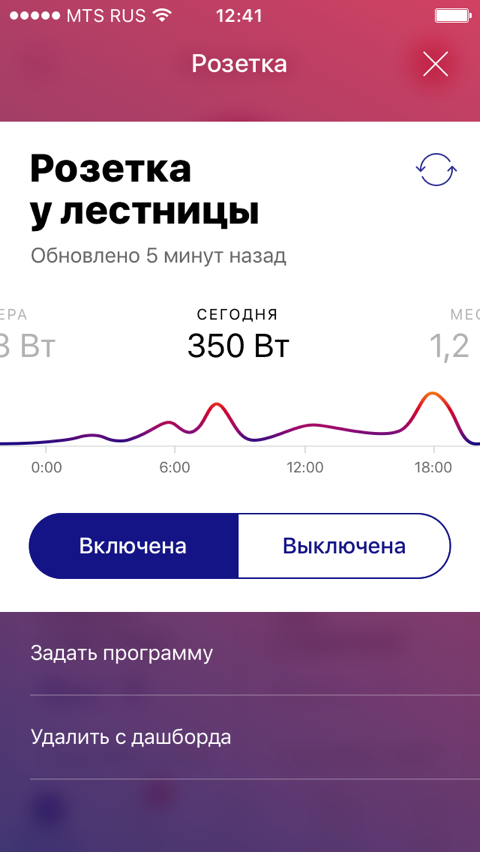 MTS RUS 12:41
Розетка
Розетка
у лестницы
Обновлено 5 минут назад
ЕРА СЕГОДНЯ МЕС
3 Вт 350 Вт 1,2
0:00 6:00 12:00 18:00
Включена Выключена
Задать программу
Удалить с дашборда